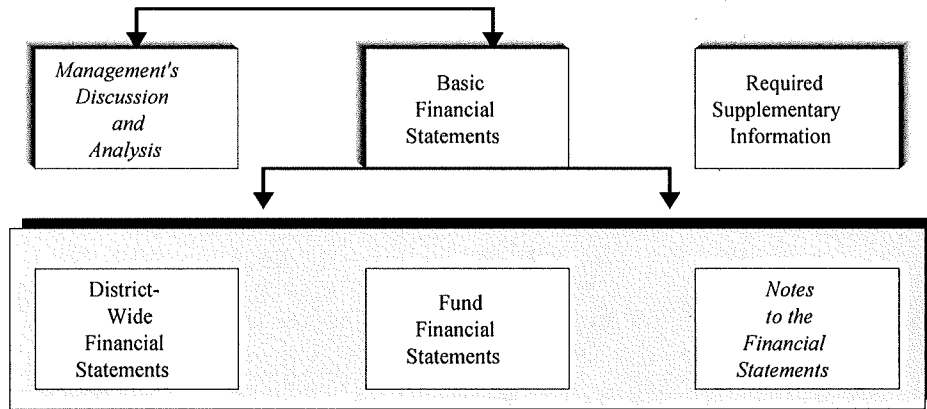 Management's
Discussion
and
Analysis
Basic
Financial
Statements
Required
Supplementary
Information
District-
Wide
Financial
Statements
Fund
Financial
Statements
Notes
to the
Financial
Statements